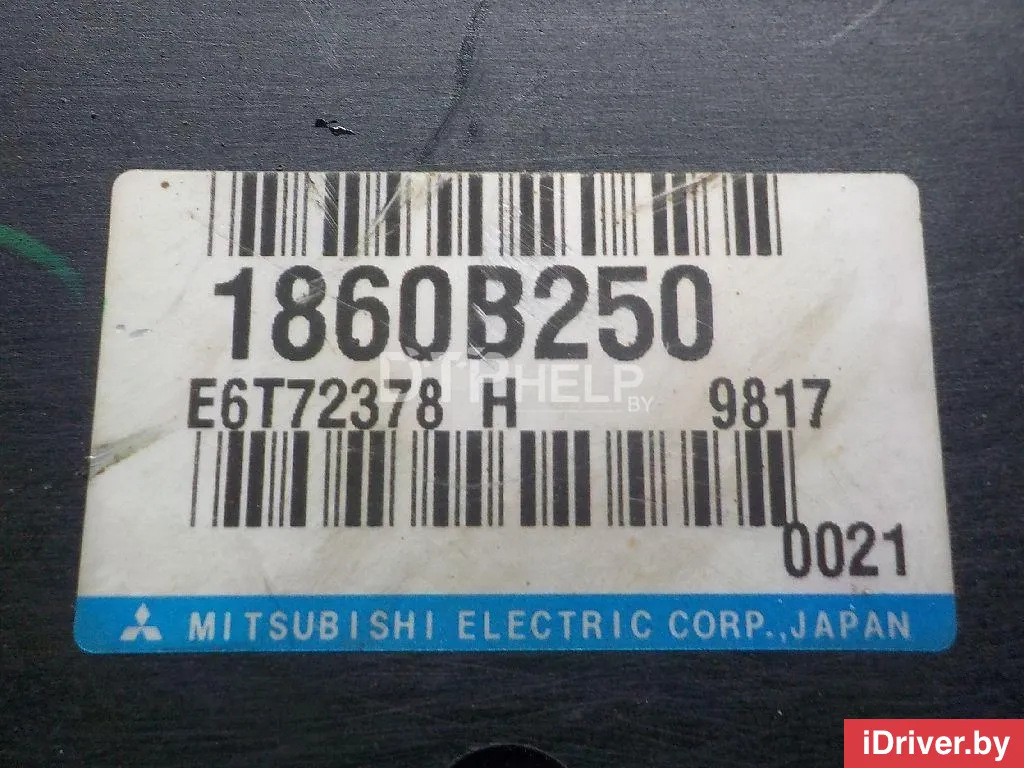 1860B250
DTPHELP.BY
E6T72378 H 9817
0021
MITSUBISHI ELECTRIC CORP., JAPAN
iDriver.by